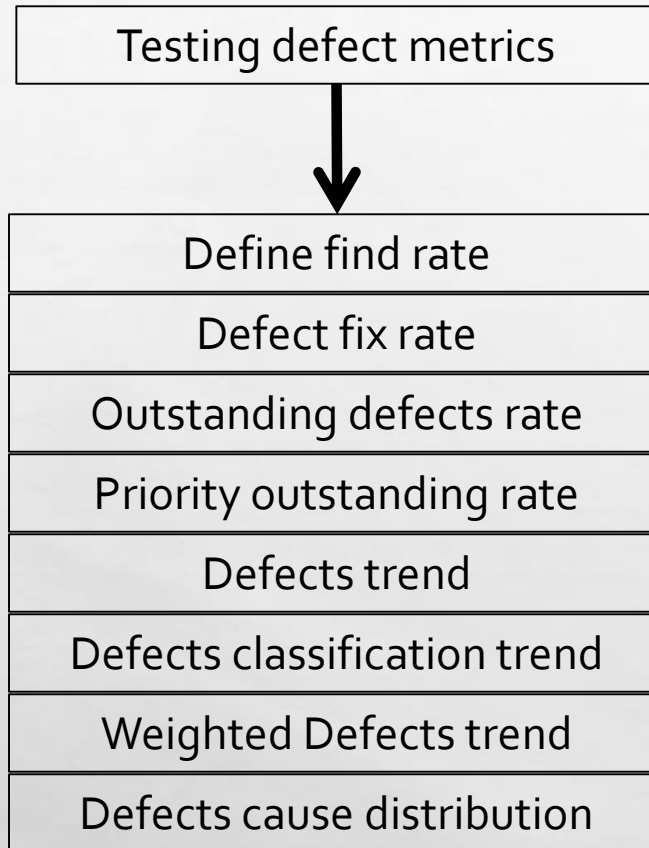 Testing defect metrics
Define find rate
Defect fix rate
Outstanding defects rate
Priority outstanding rate
Defects trend
Defects classification trend
Weighted Defects trend
Defects cause distribution